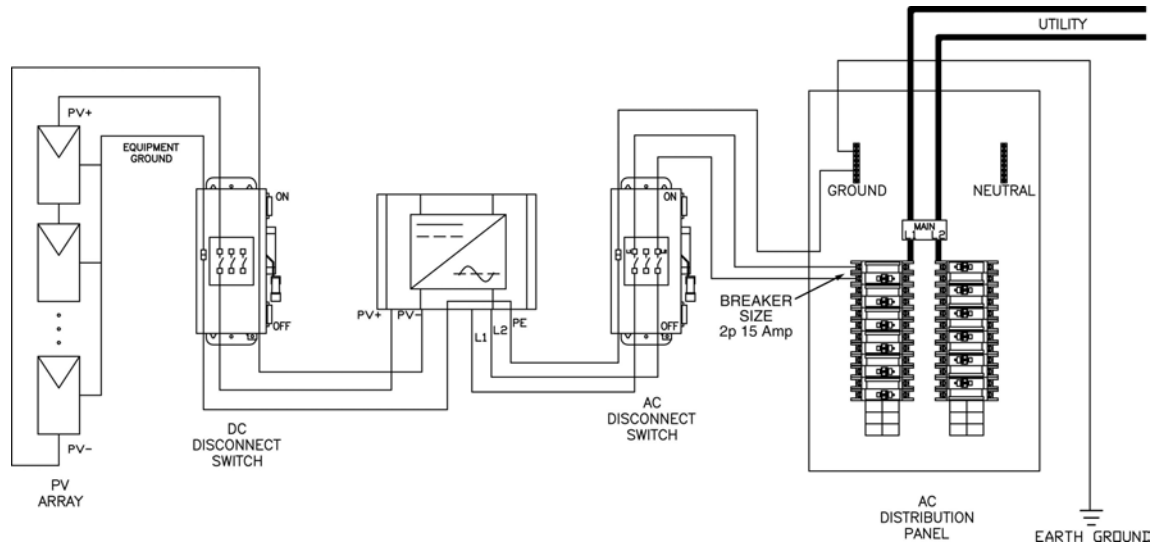 UTILITY
PV+
EQUIPMENT
GROUND
ON
OFF
DC
DISCONNECT
SWITCH
PV-
PV
ARRAY
PV+
PV-
L1
L2
PE
ON
OFF
AC
DISCONNECT
SWITCH
GROUND
NEUTRAL
MAIN
L1
L2
BREAKER
SIZE
2p 15 Amp
AC
DISTRIBUTION
PANEL
EARTH GROUND